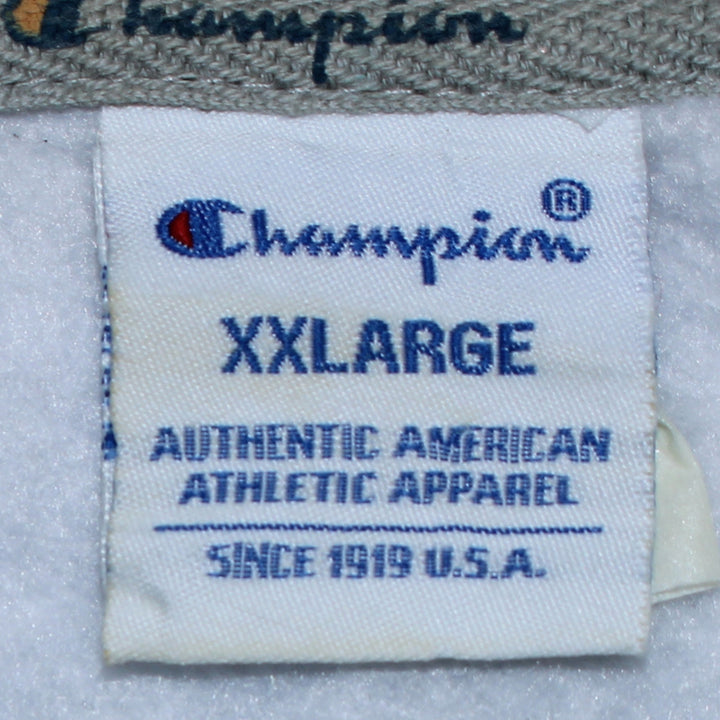 Champion
Champion®
XXLARGE
AUTHENTIC AMERICAN
ATHLETIC APPAREL
SINCE 1919 U.S.A.